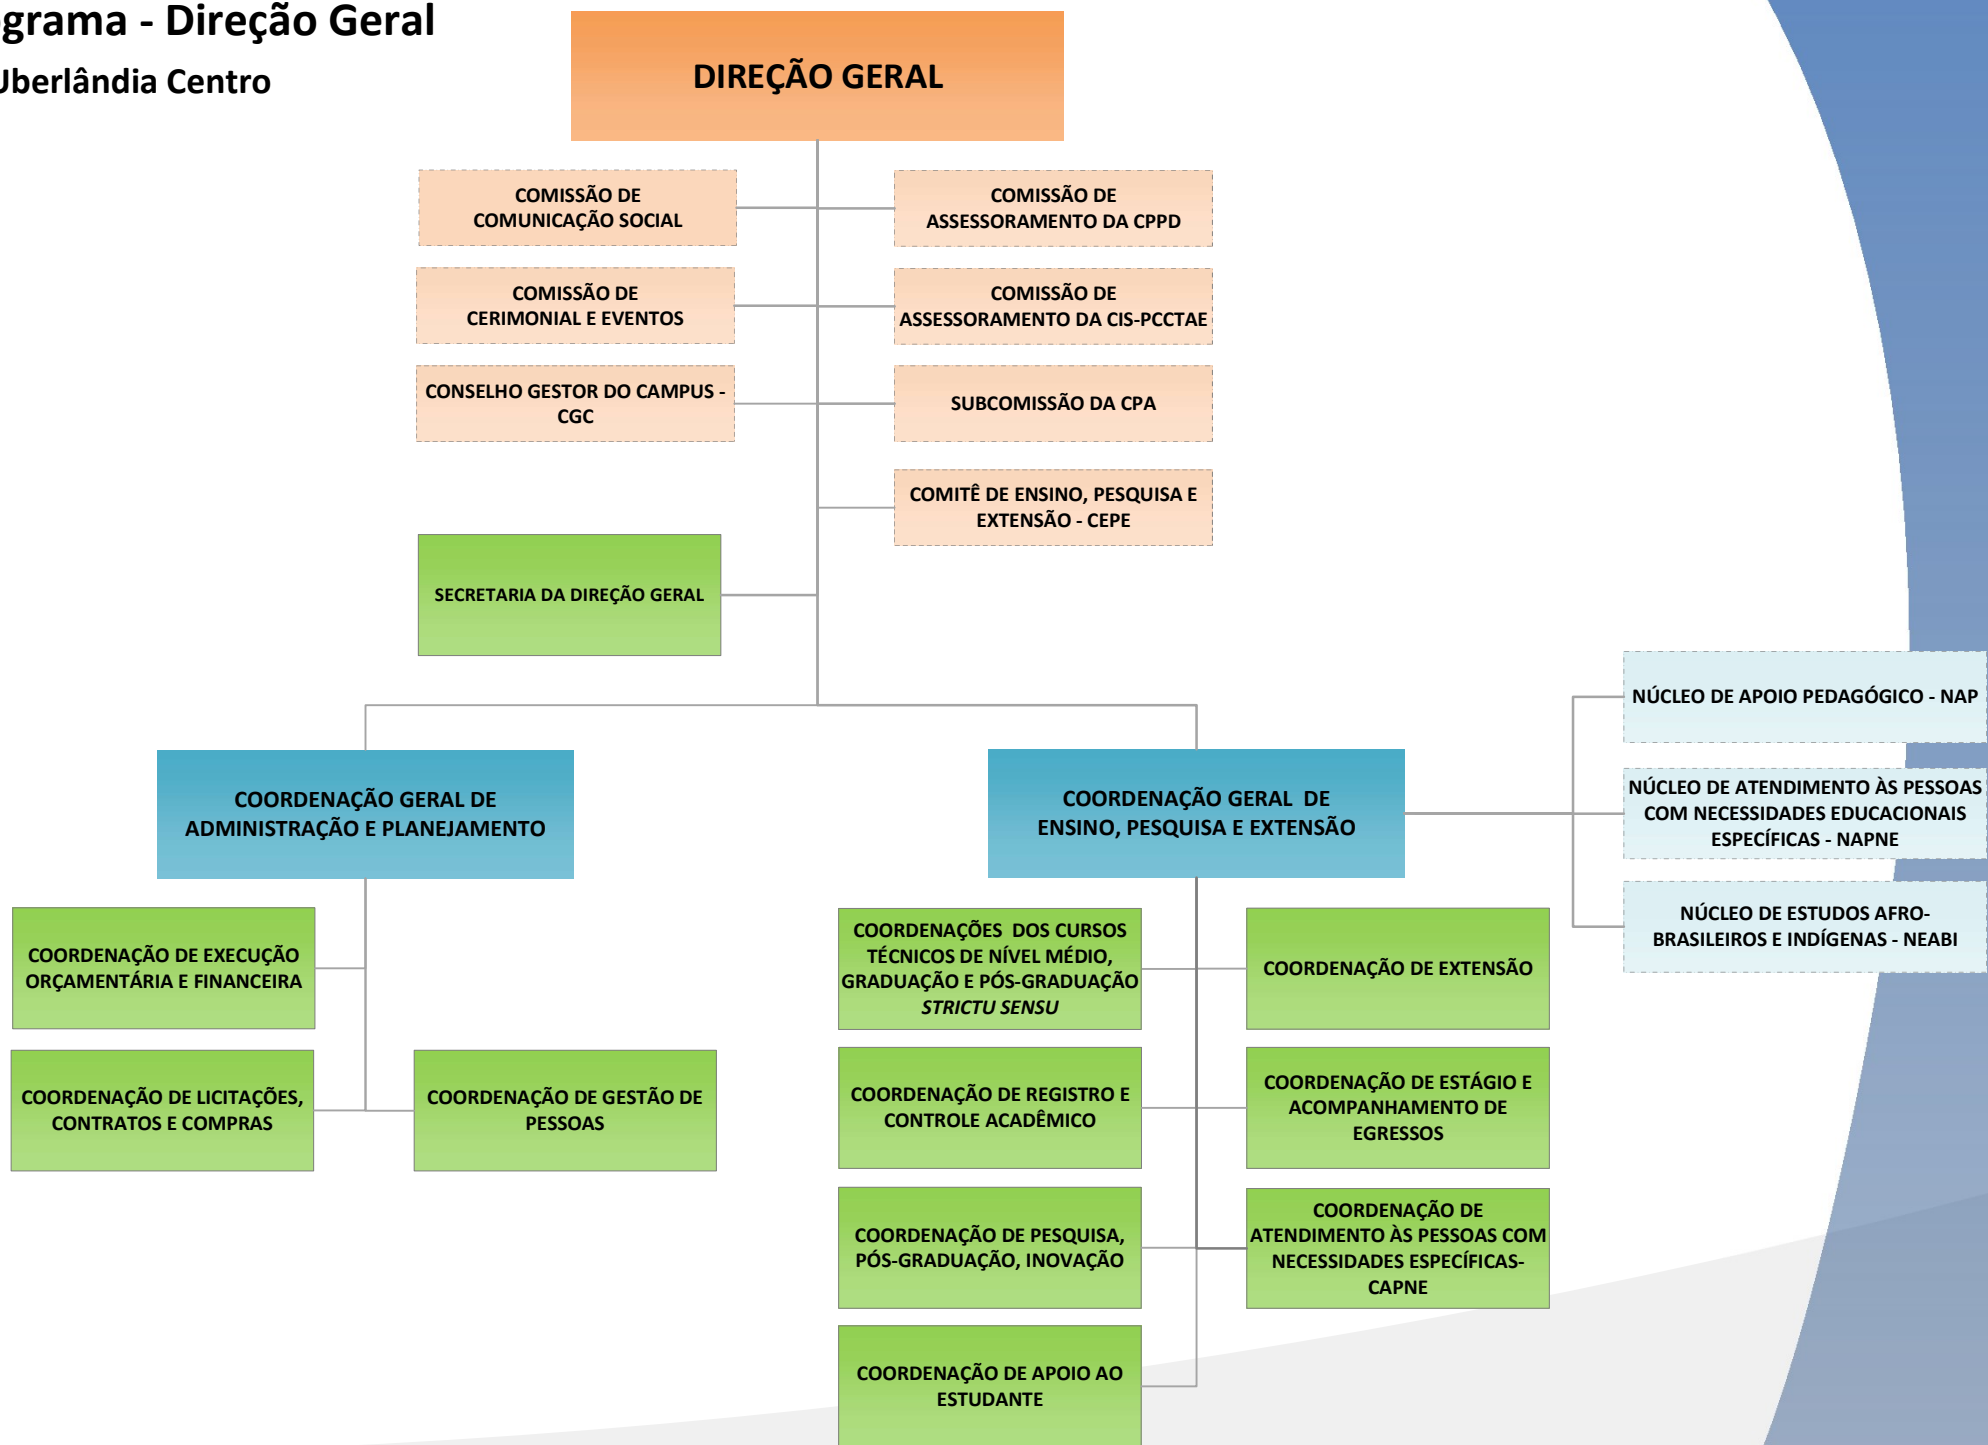 grama - Direção Geral
Uberlândia Centro
DIREÇÃO GERAL
COMISSÃO DE
COMUNICAÇÃO SOCIAL
COMISSÃO DE
ASSESSORAMENTO DA CPPD
COMISSÃO DE
CERIMONIAL E EVENTOS
COMISSÃO DE
ASSESSORAMENTO DA CIS-PCCTAE
CONSELHO GESTOR DO CAMPUS -
CGC
SUBCOMISSÃO DA CPA
COMITÊ DE ENSINO, PESQUISA E
EXTENSÃO - CEPE
SECRETARIA DA DIREÇÃO GERAL
NÚCLEO DE APOIO PEDAGÓGICO - NAP
NÚCLEO DE ATENDIMENTO ÀS PESSOAS
COM NECESSIDADES EDUCACIONAIS
ESPECÍFICAS - NAPNE
NÚCLEO DE ESTUDOS AFRO-
BRASILEIROS E INDÍGENAS - NEABI
COORDENAÇÃO GERAL DE
ADMINISTRAÇÃO E PLANEJAMENTO
COORDENAÇÃO GERAL  DE
ENSINO, PESQUISA E EXTENSÃO
COORDENAÇÃO DE EXECUÇÃO
ORÇAMENTÁRIA E FINANCEIRA
COORDENAÇÃO DE LICITAÇÕES,
CONTRATOS E COMPRAS
COORDENAÇÃO DE GESTÃO DE
PESSOAS
COORDENAÇÕES  DOS CURSOS
TÉCNICOS DE NÍVEL MÉDIO,
GRADUAÇÃO E PÓS-GRADUAÇÃO
STRICTU SENSU
COORDENAÇÃO DE EXTENSÃO
COORDENAÇÃO DE REGISTRO E
CONTROLE ACADÊMICO
COORDENAÇÃO DE ESTÁGIO E
ACOMPANHAMENTO DE
EGRESSOS
COORDENAÇÃO DE PESQUISA,
PÓS-GRADUAÇÃO, INOVAÇÃO
COORDENAÇÃO DE
ATENDIMENTO ÀS PESSOAS COM
NECESSIDADES ESPECÍFICAS-
CAPNE
COORDENAÇÃO DE APOIO AO
ESTUDANTE